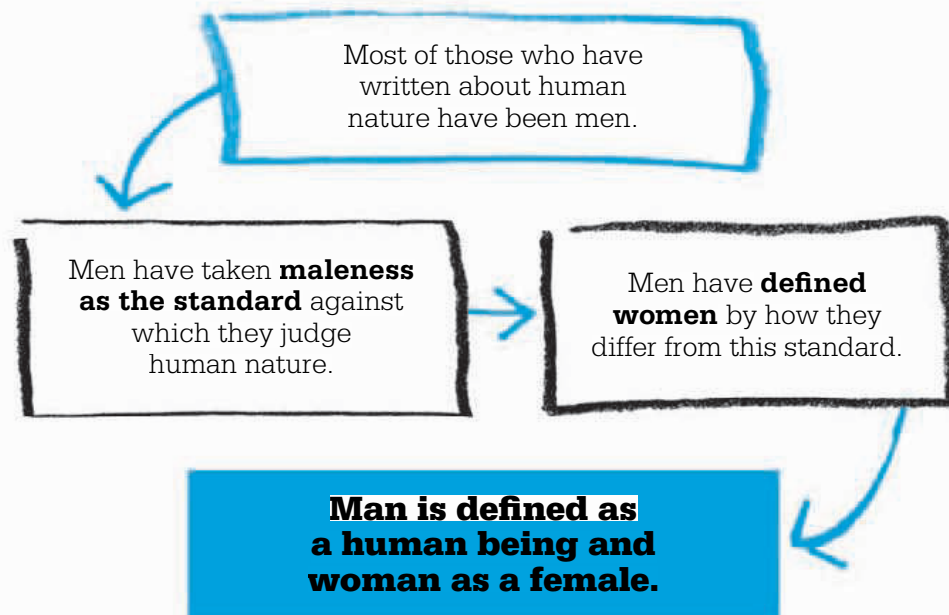 Most of those who have
written about human
nature have been men.
Men have taken maleness
as the standard against
which they judge
human nature.
Men have defined
women by how they
differ from this standard.
Man is defined as
a human being and
woman as a female.